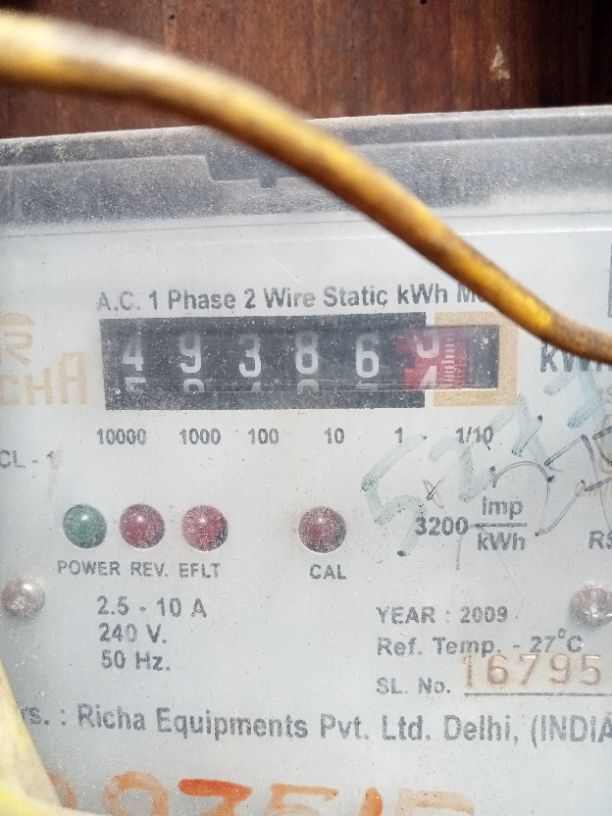 A.C. 1 Phase 2 Wire Static kWh
4 9 3 8 6
10000 1000 100 10 1 1/10
CL - 1
3200 Imp/kWh
POWER REV. EFLT CAL
2.5 - 10 A
240 V.
50 Hz.
YEAR : 2009
Ref. Temp. - 27°C
SL. No. 16795
Richa Equipments Pvt. Ltd. Delhi, (INDIA